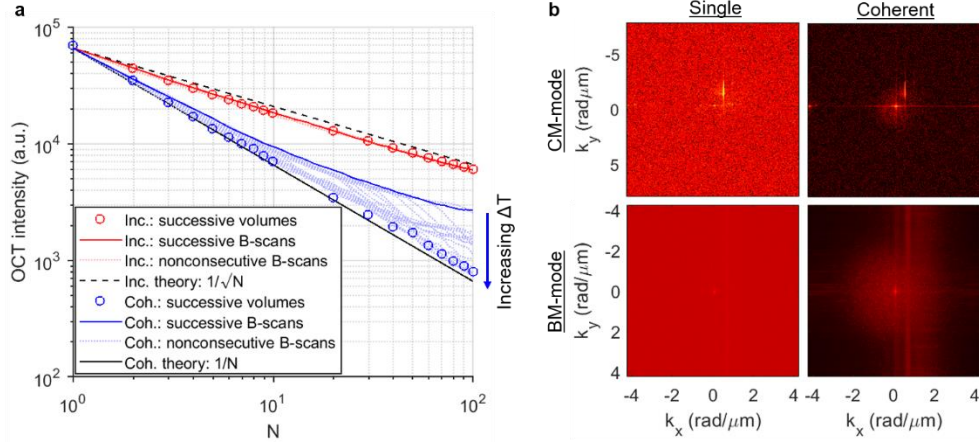 a
10^5
10^4
10^3
10^2
OCT intensity (a.u.)
Inc.: successive volumes
Inc.: successive B-scans
Inc.: nonconsecutive B-scans
Inc. theory: 1/√N
Coh.: successive volumes
Coh.: successive B-scans
Coh.: nonconsecutive B-scans
Coh. theory: 1/N
10^0
10^1
10^2
N
Increasing ΔT
b
Single
Coherent
CM-mode
k_y (rad/μm)
-5
0
5
BM-mode
k_y (rad/μm)
-4
-2
0
2
4
-4 -2 0 2 4
-4 -2 0 2 4
k_x (rad/μm)
k_x (rad/μm)